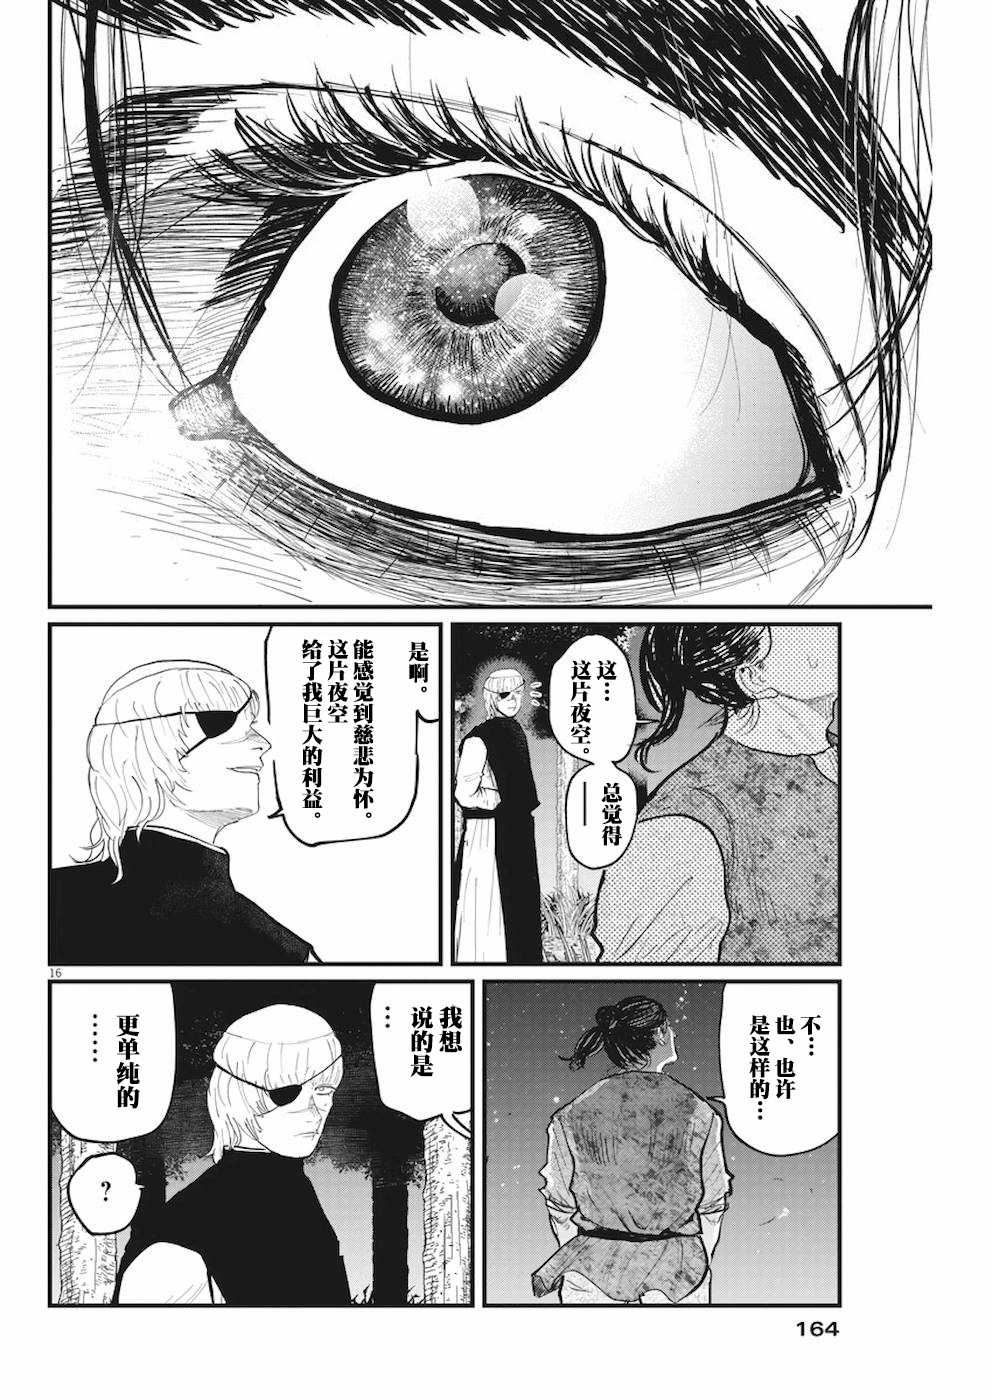 这…
这片夜空。
总觉得
——
是啊。
能感觉到慈悲为怀。
这片夜空
给了我巨大的利益。
16
不…
也、也许
是这样的…
我想
说的是
…
更单纯的
……
？
164